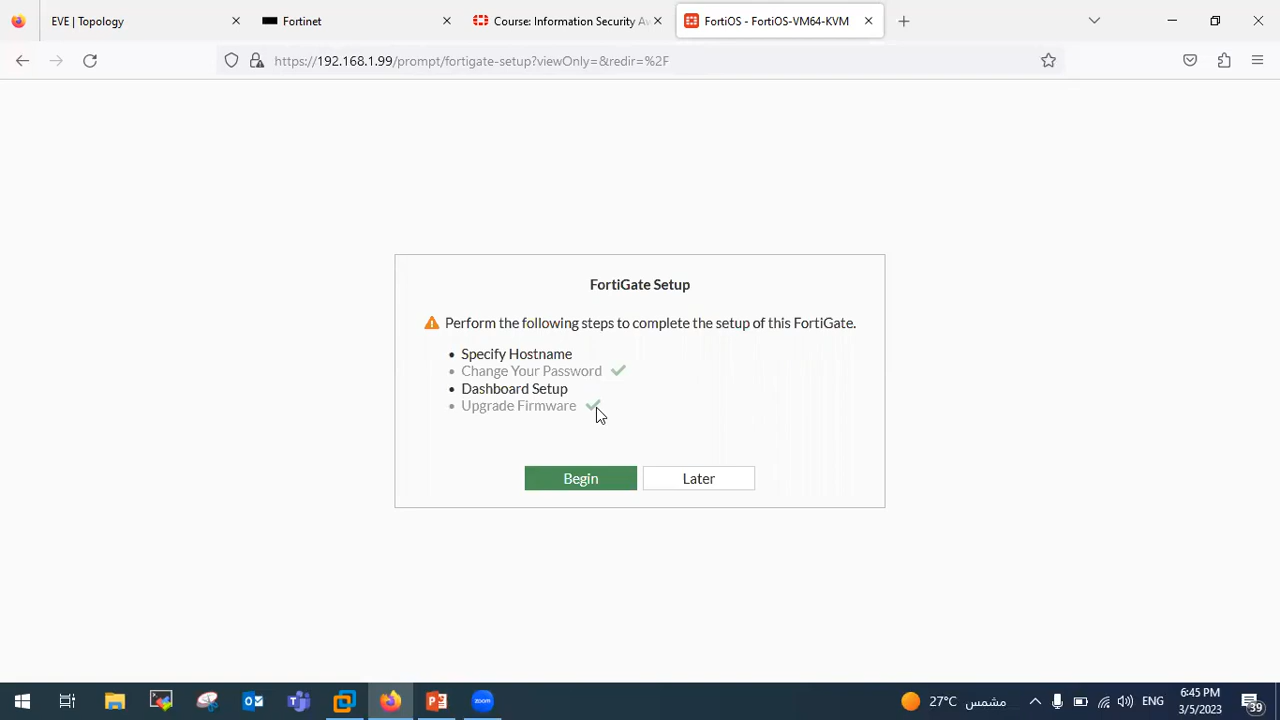 EVE | Topology
Fortinet
Course: Information Security Aw
FortiOS - FortiOS-VM64-KVM
https://192.168.1.99/prompt/fortigate-setup?viewOnly=&redir=%2F
FortiGate Setup
Perform the following steps to complete the setup of this FortiGate.
• Specify Hostname
• Change Your Password
• Dashboard Setup
• Upgrade Firmware
Begin
Later
27°C مشمس
ENG
6:45 PM
3/5/2023
39